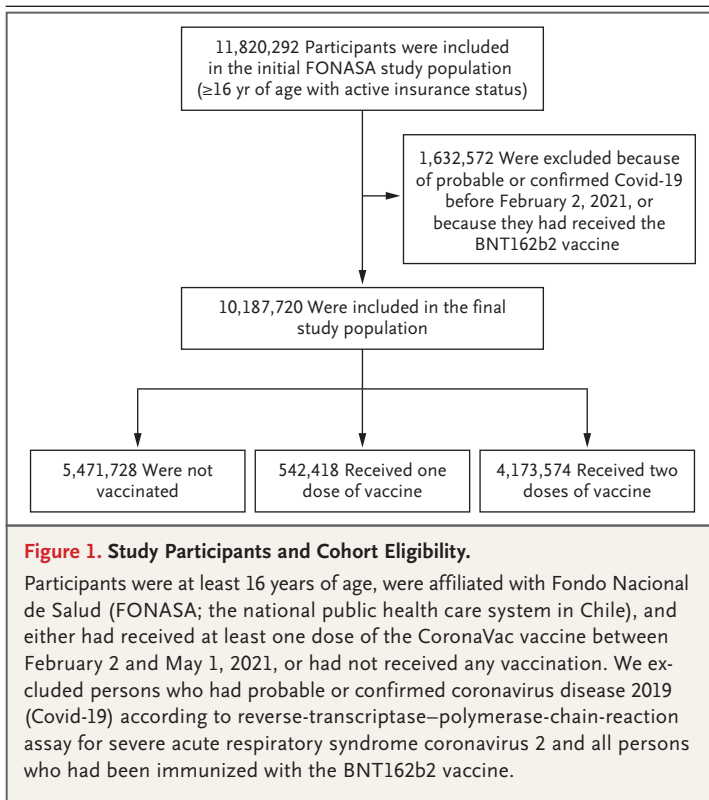 11,820,292 Participants were included
in the initial FONASA study population
(≥16 yr of age with active insurance status)
1,632,572 Were excluded because
of probable or confirmed Covid-19
before February 2, 2021, or
because they had received the
BNT162b2 vaccine
10,187,720 Were included in the final
study population
5,471,728 Were not
vaccinated
542,418 Received one
dose of vaccine
4,173,574 Received two
doses of vaccine
Figure 1. Study Participants and Cohort Eligibility.
Participants were at least 16 years of age, were affiliated with Fondo Nacional
de Salud (FONASA; the national public health care system in Chile), and
either had received at least one dose of the CoronaVac vaccine between
February 2 and May 1, 2021, or had not received any vaccination. We ex-
cluded persons who had probable or confirmed coronavirus disease 2019
(Covid-19) according to reverse-transcriptase–polymerase-chain-reaction
assay for severe acute respiratory syndrome coronavirus 2 and all persons
who had been immunized with the BNT162b2 vaccine.